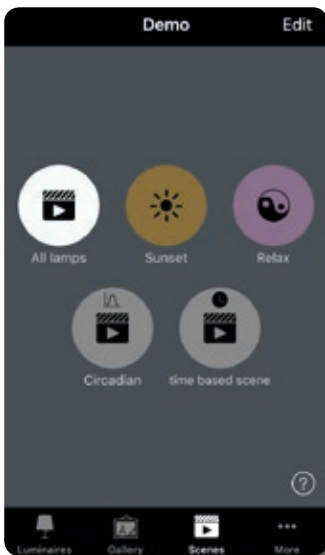 Demo Edit
All lamps Sunset Relax
Circadian time based scene
?
Luminaires Gallery Scenes More